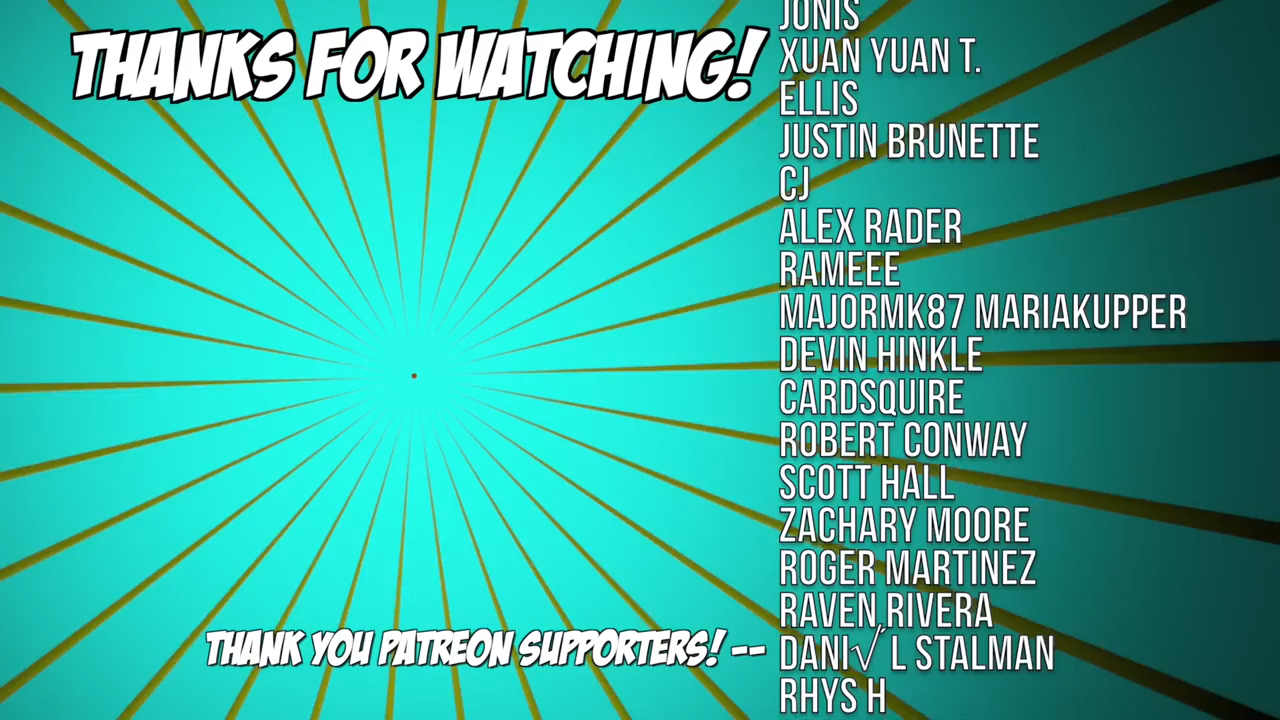 THANKS FOR WATCHING!
JONIS
XUAN YUAN T.
ELLIS
JUSTIN BRUNETTE
CJ
ALEX RADER
RAMEEE
MAJORMK87 MARIAKUPPER
DEVIN HINKLE
CARDSQUIRE
ROBERT CONWAY
SCOTT HALL
ZACHARY MOORE
ROGER MARTINEZ
RAVEN RIVERA
THANK YOU PATREON SUPPORTERS! -- DANI√´L STALMAN
RHYS H